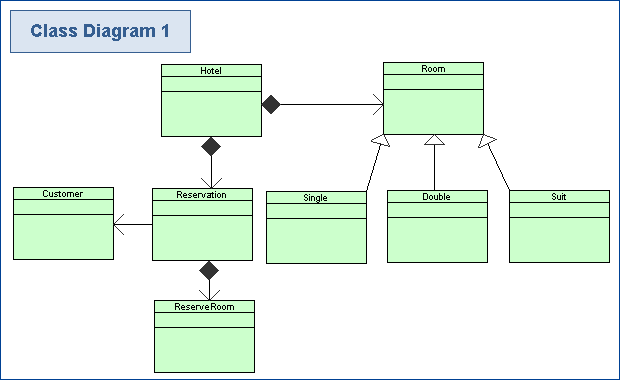 Class Diagram 1
Hotel
Room
Customer
Reservation
Single
Double
Suit
ReserveRoom